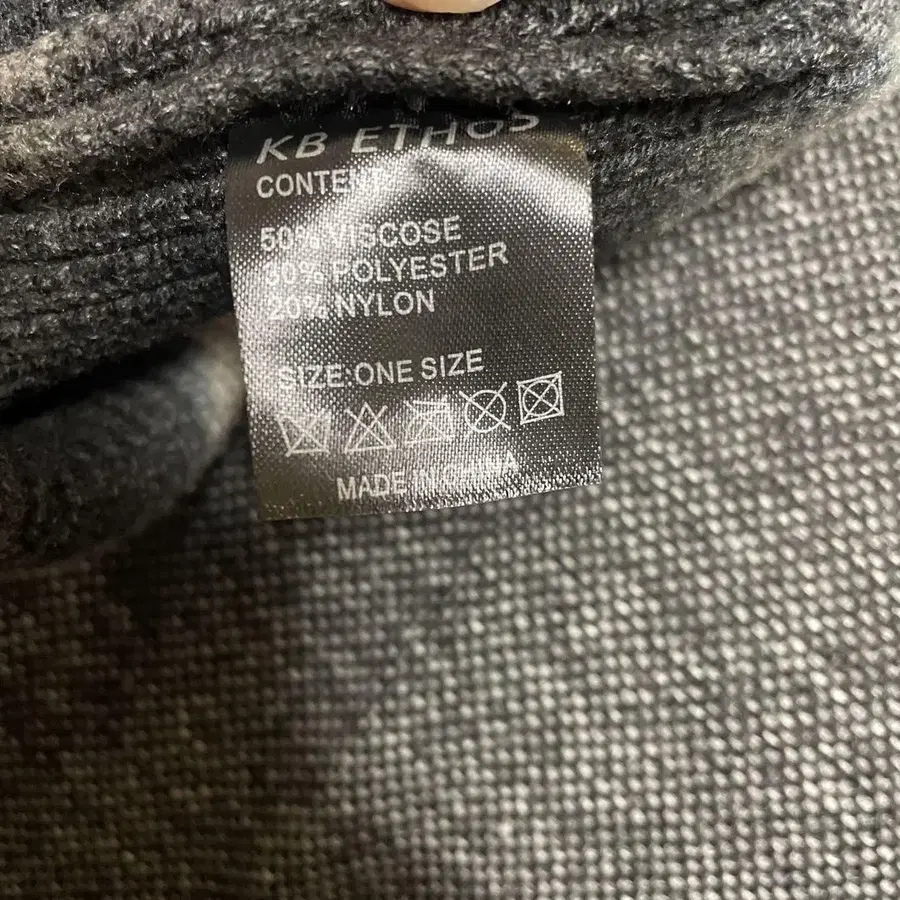 KB ETHOS
CONTENT:
50% VISCOSE
30% POLYESTER
20% NYLON
SIZE:ONE SIZE
MADE IN CHINA